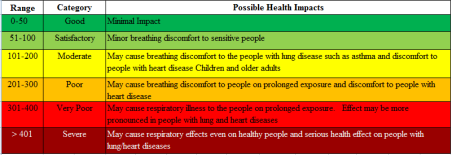 Range Category Possible Health Impacts
0-50 Good Minimal Impact
51-100 Satisfactory Minor breathing discomfort to sensitive people
101-200 Moderate May cause breathing discomfort to the people with lung disease such as asthma and discomfort to
people with heart disease Children and older adults
201-300 Poor May cause breathing discomfort to people on prolonged exposure and discomfort to people with
heart disease
301-400 Very Poor May cause respiratory illness to the people on prolonged exposure. Effect may be more
pronounced in people with lung and heart diseases
> 401 Severe May cause respiratory effects even on healthy people and serious health effect on people with
lung/heart diseases